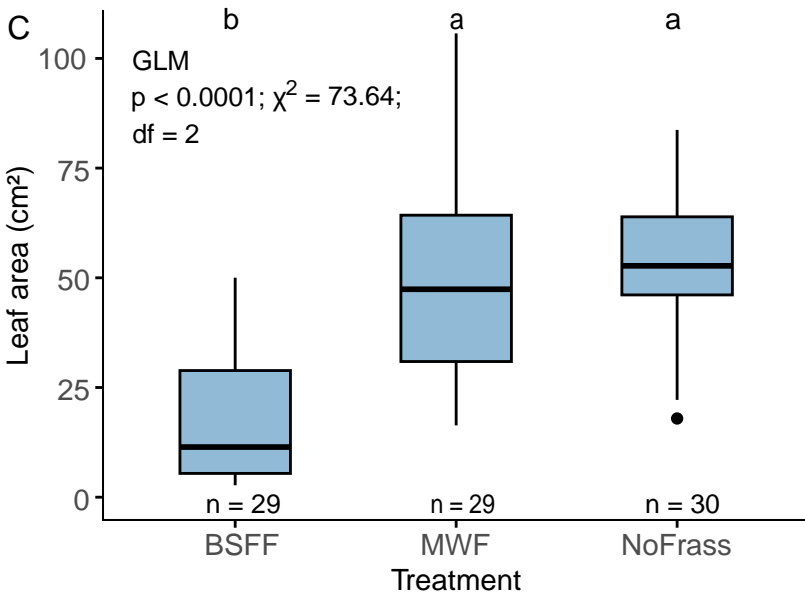 C
b a a
GLM
p < 0.0001; χ² = 73.64;
df = 2
100
75
50
25
0
Leaf area (cm²)
n = 29 n = 29 n = 30
BSFF MWF NoFrass
Treatment